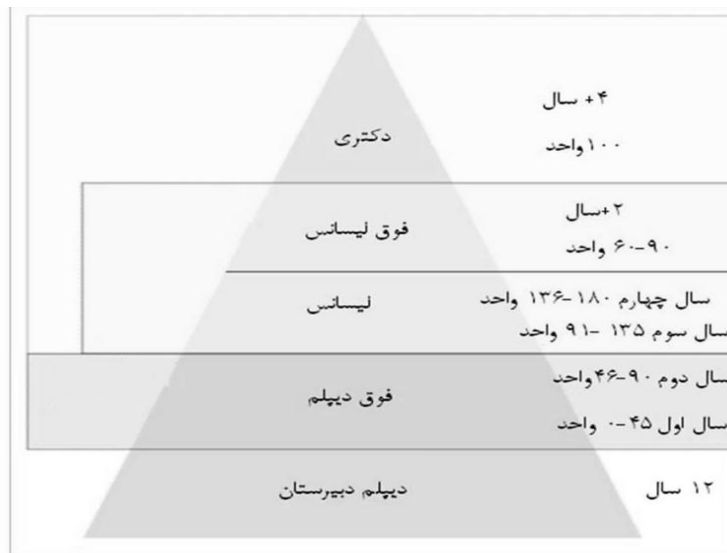 ۴+ سال
دکتری
۱۰۰ واحد
۲+سال
فوق لیسانس
۶۰-۹۰ واحد
سال چهارم ۱۸۰-۱۳۶ واحد
لیسانس
سال سوم ۱۳۵ -۹۱ واحد
سال دوم ۹۰-۴۶واحد
فوق دیپلم
سال اول ۴۵-۰ واحد
دیپلم دبیرستان
۱۲ سال